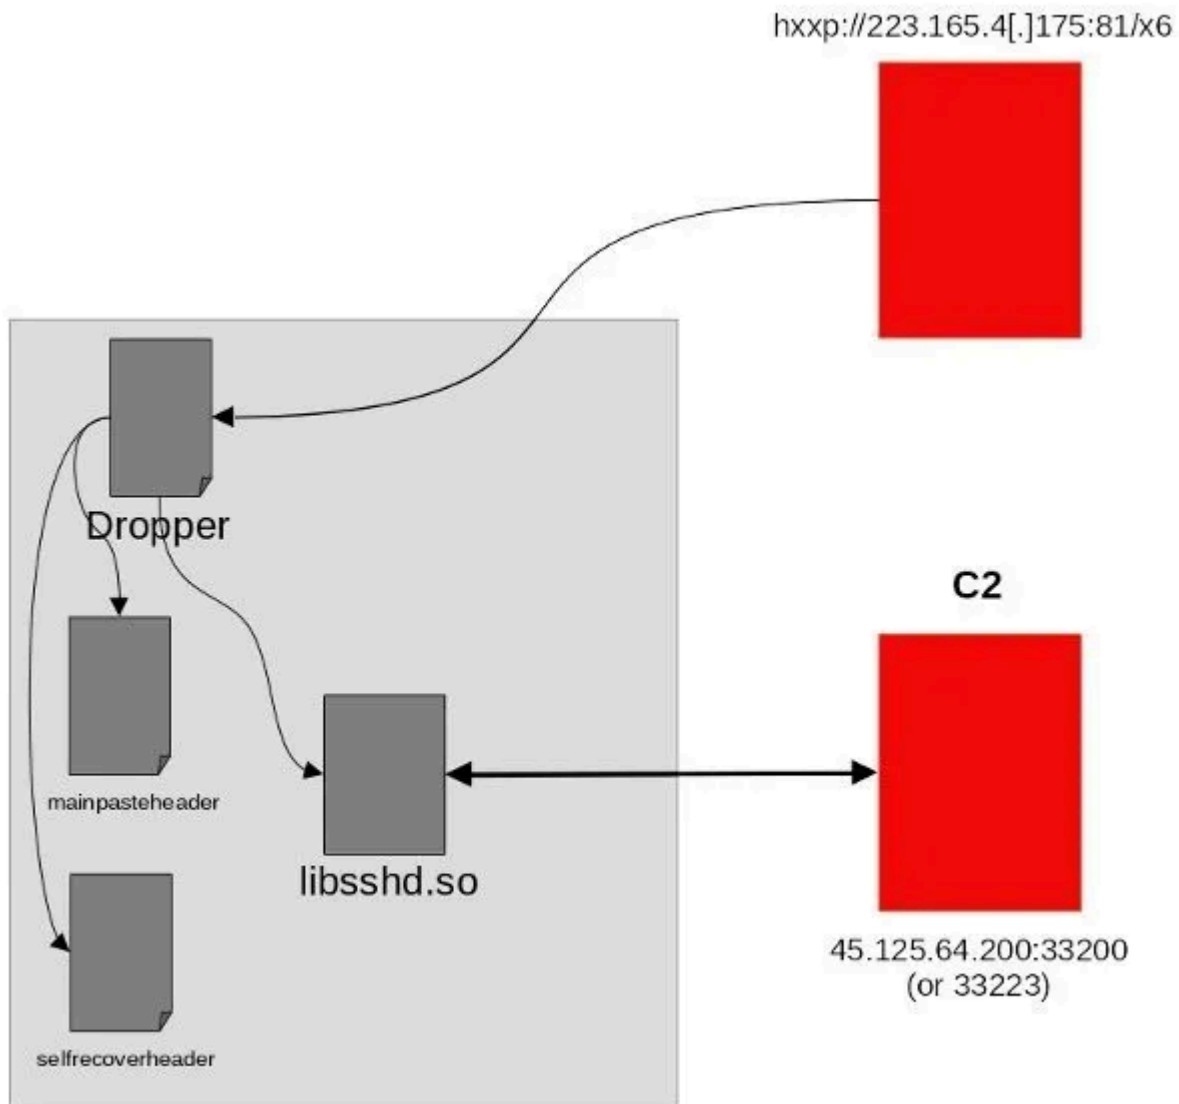 hxxp://223.165.4[.]175:81/x6
Dropper
C2
mainpasteheader
libsshd.so
45.125.64.200:33200
(or 33223)
selfrecoverheader